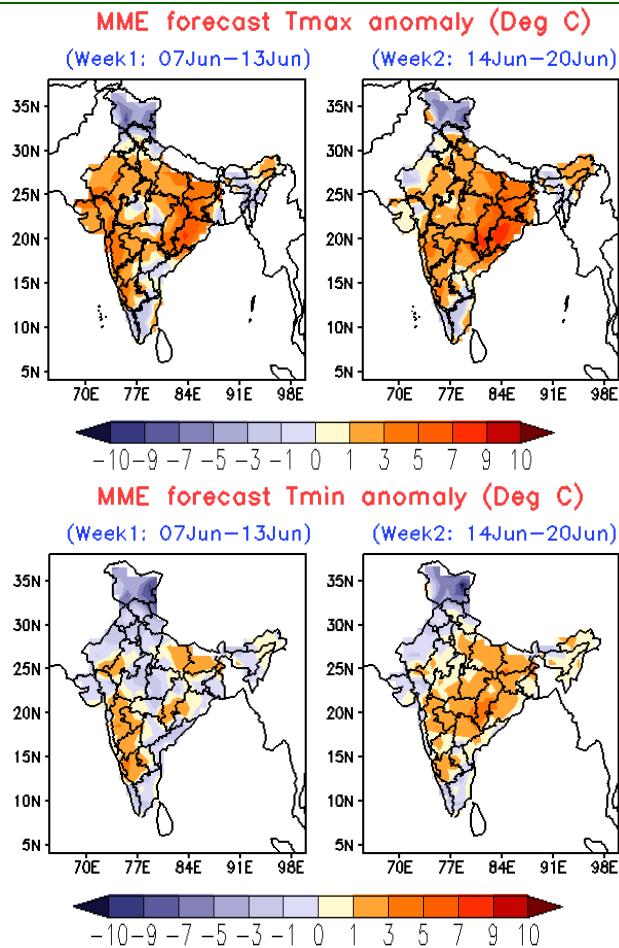 MME forecast Tmax anomaly (Deg C)
(Week1: 07Jun−13Jun) (Week2: 14Jun−20Jun)
35N 35N
30N 30N
25N 25N
20N 20N
15N 15N
10N 10N
5N 5N
70E 77E 84E 91E 98E 70E 77E 84E 91E 98E
−10 −9 −7 −5 −3 −1 0 1 3 5 7 9 10
MME forecast Tmin anomaly (Deg C)
(Week1: 07Jun−13Jun) (Week2: 14Jun−20Jun)
35N 35N
30N 30N
25N 25N
20N 20N
15N 15N
10N 10N
5N 5N
70E 77E 84E 91E 98E 70E 77E 84E 91E 98E
−10 −9 −7 −5 −3 −1 0 1 3 5 7 9 10